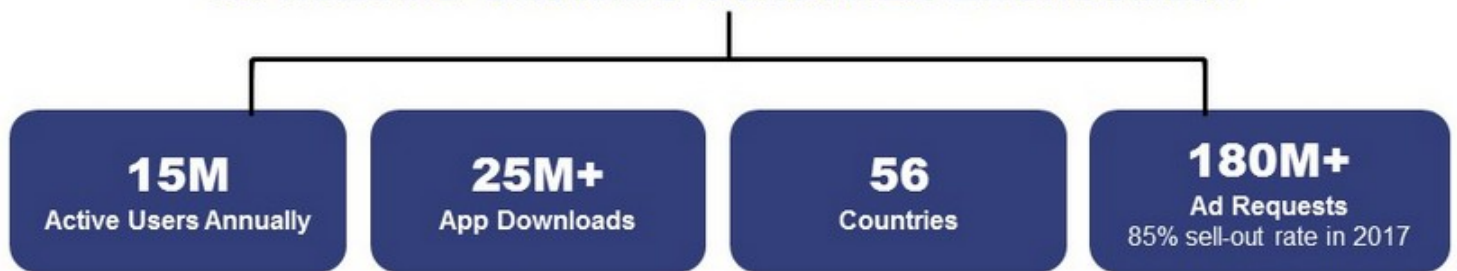 15M
Active Users Annually
25M+
App Downloads
56
Countries
180M+
Ad Requests
85% sell-out rate in 2017